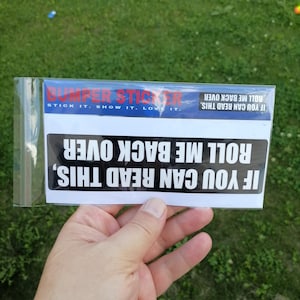 BUMPER STICKER
STICK IT. SHOW IT. LOVE IT.
IF YOU CAN READ THIS,
ROLL ME BACK OVER
IF YOU CAN READ THIS,
ROLL ME BACK OVER